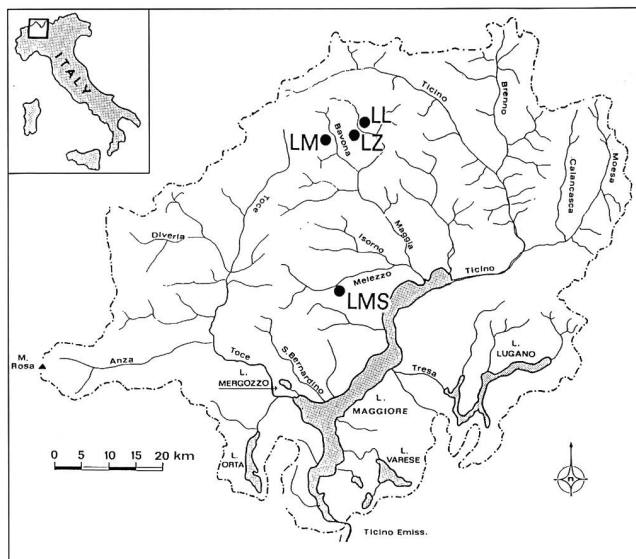 ITALY
Ticino
Brenno
LL
LM
Bavona
LZ
Calancasca
Moesa
Toce
Maggia
Diveria
Isorno
Melezzo
Ticino
LMS
M.
Rosa
Anza
Toce
S. Bernardino
L.
MERGOZZO
L.
MAGGIORE
Tresa
L.
LUGANO
L.
ORTA
L.
VARESE
0 5 10 20 km
n
Ticino Emiss.